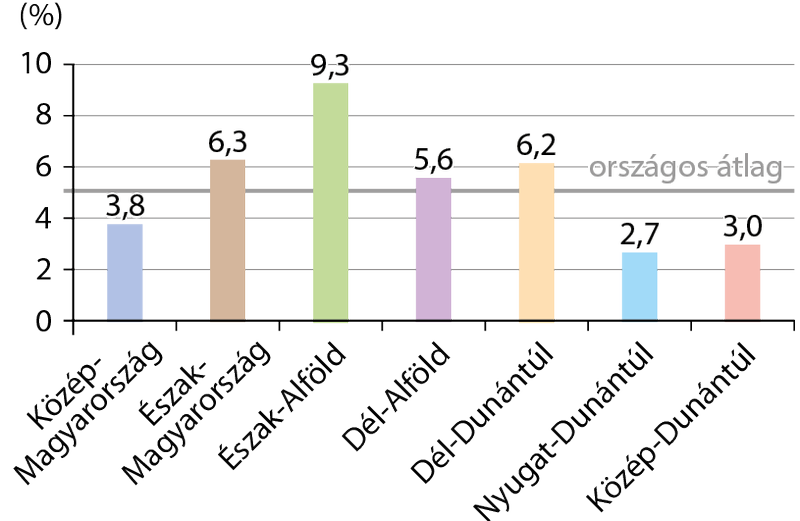 (%)
10
8
6
4
2
0
3,8
6,3
9,3
5,6
6,2
2,7
3,0
országos átlag
Közép-
Magyarország
Észak-
Magyarország
Észak-Alföld
Dél-Alföld
Dél-Dunántúl
Nyugat-Dunántúl
Közép-Dunántúl